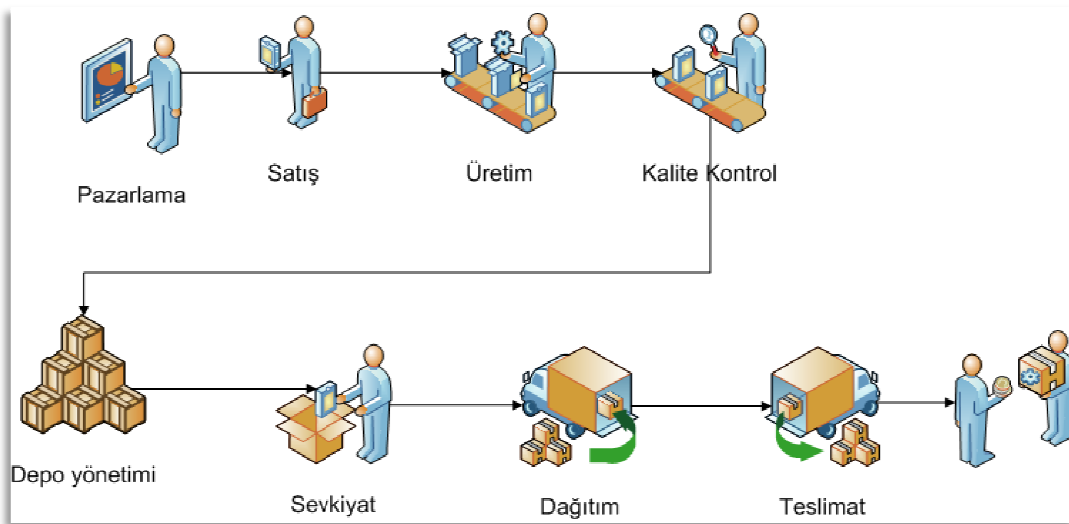 Pazarlama
Satış
Üretim
Kalite Kontrol
Depo yönetimi
Sevkiyat
Dağıtım
Teslimat